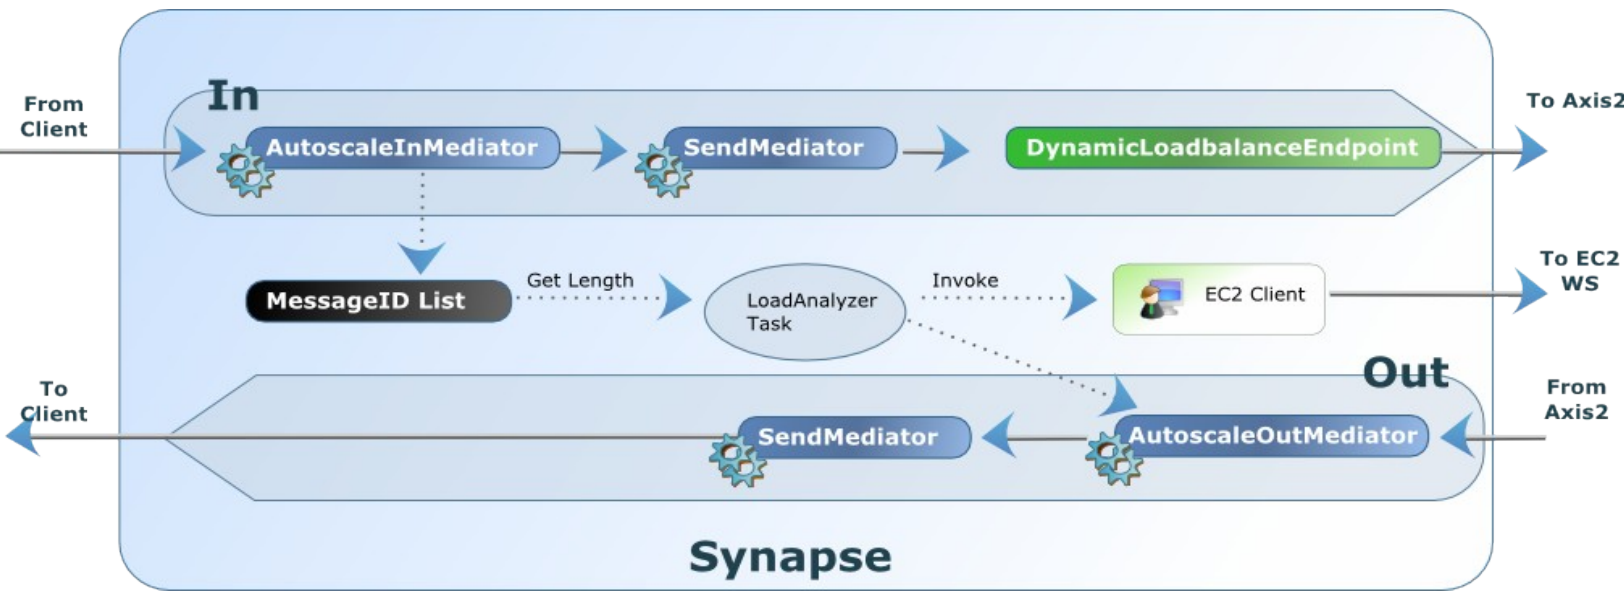 In
From
Client
AutoscaleInMediator
SendMediator
DynamicLoadbalanceEndpoint
To Axis2
MessageID List
Get Length
LoadAnalyzer
Task
Invoke
EC2 Client
To EC2
WS
Out
To
Client
SendMediator
AutoscaleOutMediator
From
Axis2
Synapse